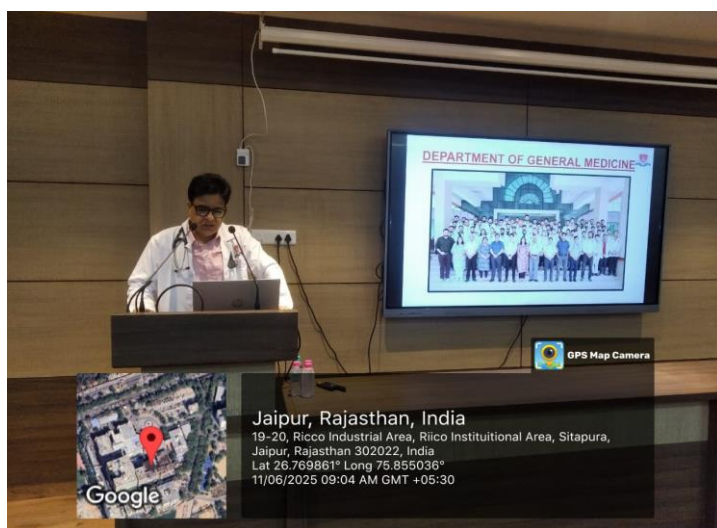 DEPARTMENT OF GENERAL MEDICINE
GPS Map Camera
Jaipur, Rajasthan, India
19-20, Ricco Industrial Area, Riico Instituitional Area, Sitapura,
Jaipur, Rajasthan 302022, India
Lat 26.769861° Long 75.855036°
11/06/2025 09:04 AM GMT +05:30
Google